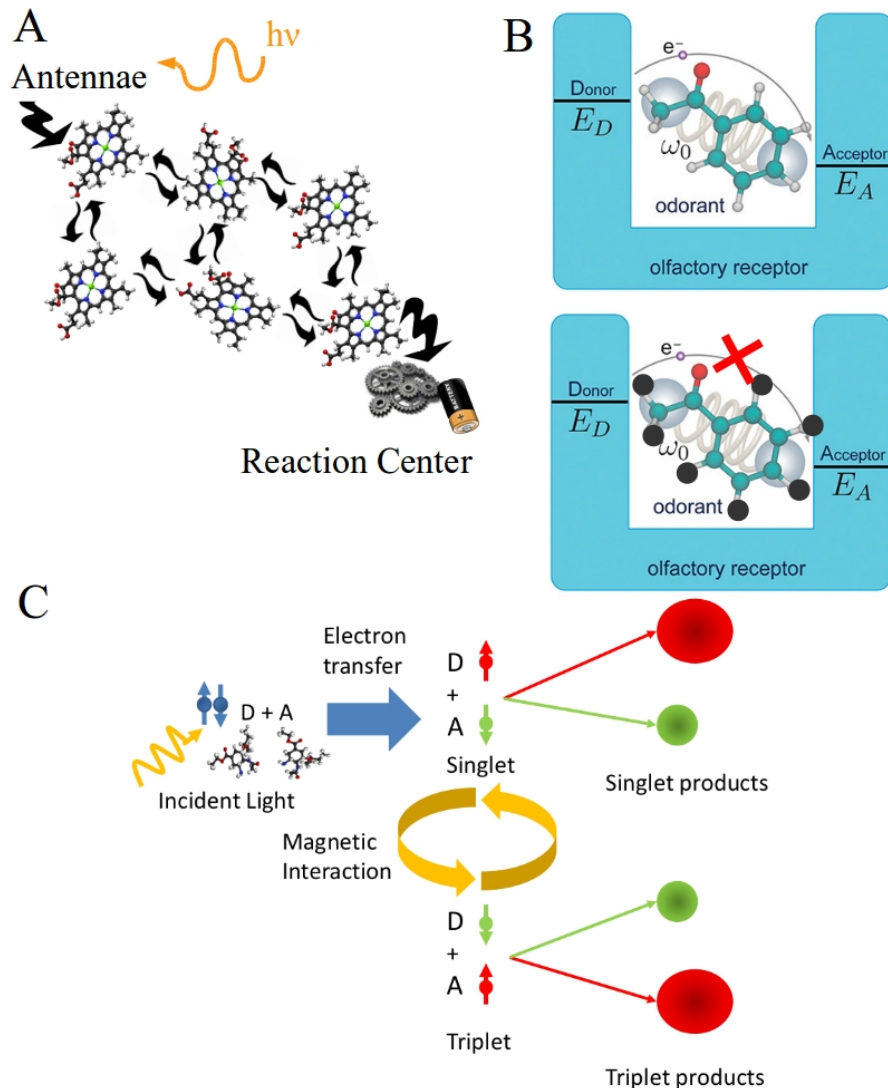 A
hν
Antennae
BATTERY
Reaction Center
B
e⁻
Donor
E_D
ω₀
odorant
Acceptor
E_A
olfactory receptor
e⁻
Donor
E_D
ω₀
odorant
Acceptor
E_A
olfactory receptor
C
Electron
transfer
D + A
Incident Light
D
+
A
Singlet
Singlet products
Magnetic
Interaction
D
+
A
Triplet
Triplet products